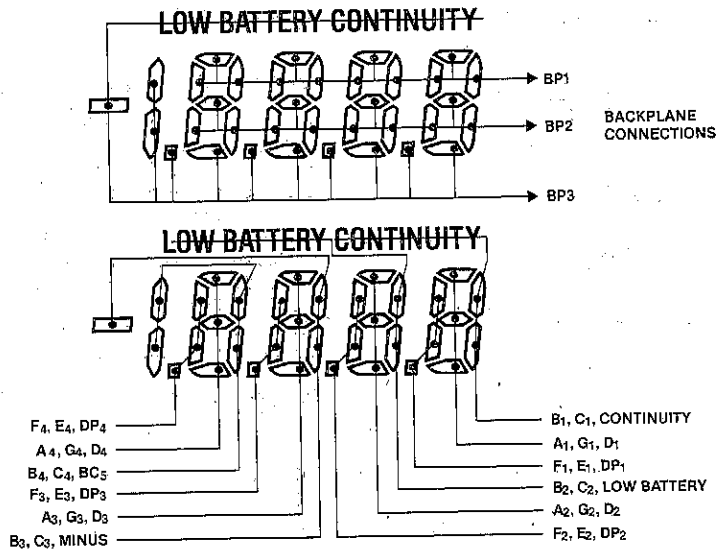 LOW BATTERY CONTINUITY
BP1
BP2
BACKPLANE
CONNECTIONS
BP3
LOW BATTERY CONTINUITY
F4, E4, DP4
A4, G4, D4
B4, C4, BC5
F3, E3, DP3
A3, G3, D3
B3, C3, MINUS
B1, C1, CONTINUITY
A1, G1, D1
F1, E1, DP1
B2, C2, LOW BATTERY
A2, G2, D2
F2, E2, DP2